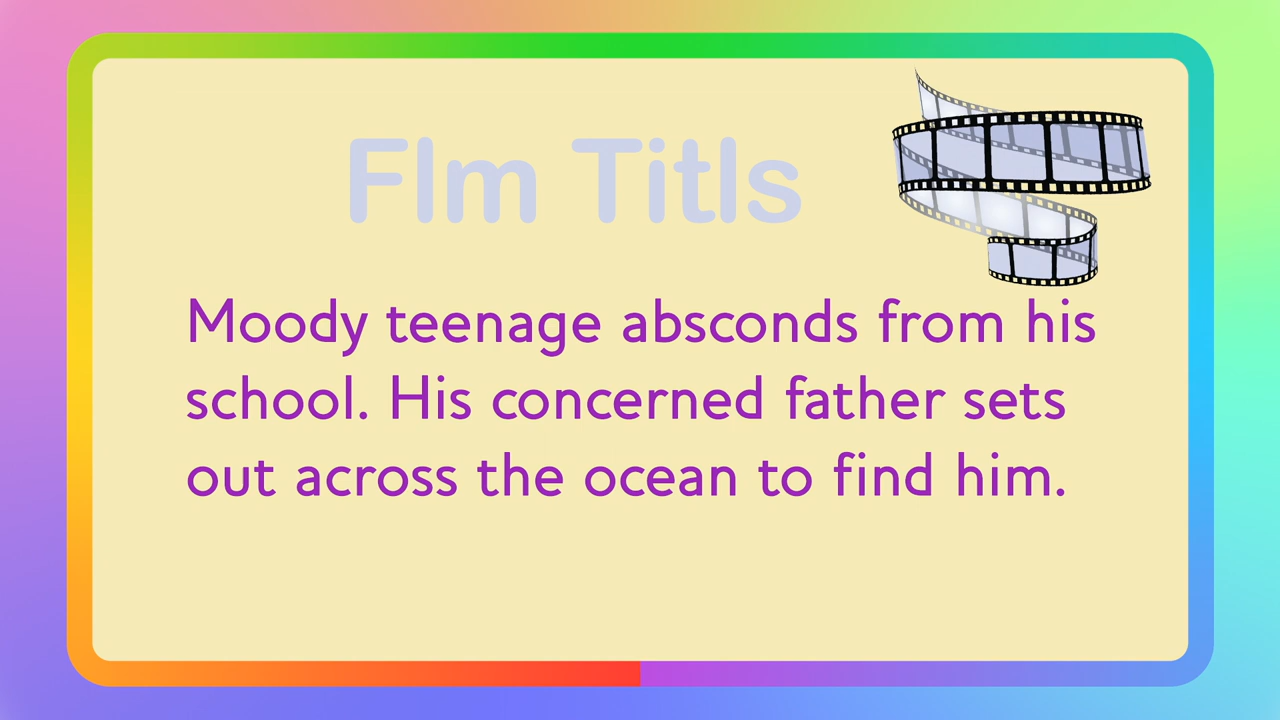 Flm Titls
Moody teenage absconds from his
school. His concerned father sets
out across the ocean to find him.